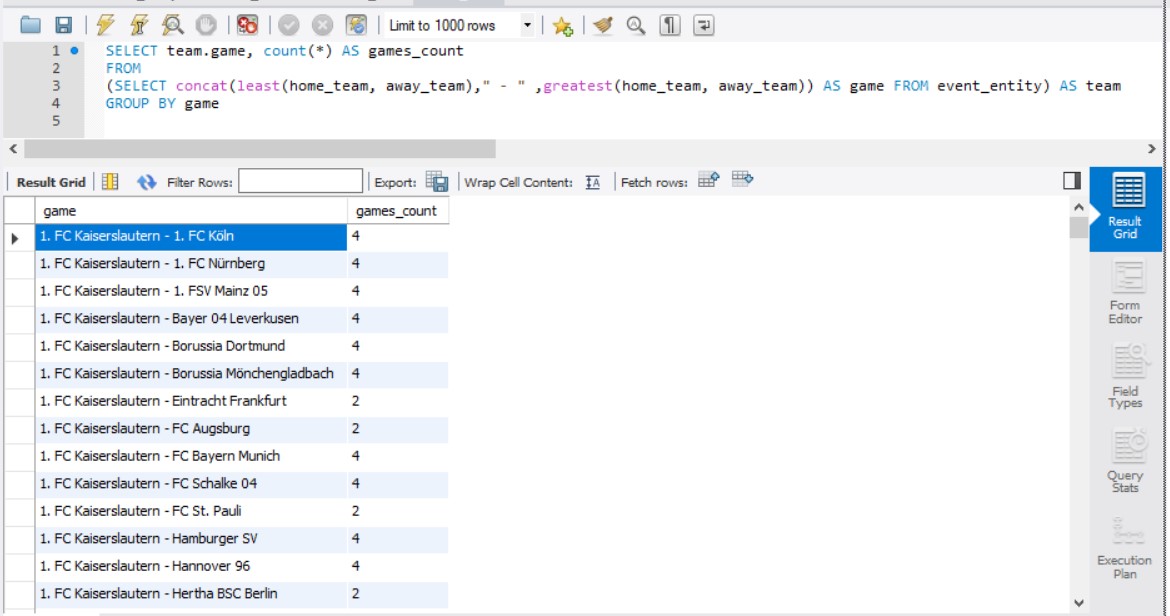 Limit to 1000 rows
1 SELECT team.game, count(*) AS games_count
2 FROM
3 (SELECT concat(least(home_team, away_team)," - " ,greatest(home_team, away_team)) AS game FROM event_entity) AS team
4 GROUP BY game
5
Result Grid Filter Rows: Export: Wrap Cell Content: Fetch rows:
game games_count
1. FC Kaiserslautern - 1. FC Köln 4
1. FC Kaiserslautern - 1. FC Nürnberg 4
1. FC Kaiserslautern - 1. FSV Mainz 05 4
1. FC Kaiserslautern - Bayer 04 Leverkusen 4
1. FC Kaiserslautern - Borussia Dortmund 4
1. FC Kaiserslautern - Borussia Mönchengladbach 4
1. FC Kaiserslautern - Eintracht Frankfurt 2
1. FC Kaiserslautern - FC Augsburg 2
1. FC Kaiserslautern - FC Bayern Munich 4
1. FC Kaiserslautern - FC Schalke 04 4
1. FC Kaiserslautern - FC St. Pauli 2
1. FC Kaiserslautern - Hamburger SV 4
1. FC Kaiserslautern - Hannover 96 4
1. FC Kaiserslautern - Hertha BSC Berlin 2
Result
Grid
Form
Editor
Field
Types
Query
Stats
Execution
Plan